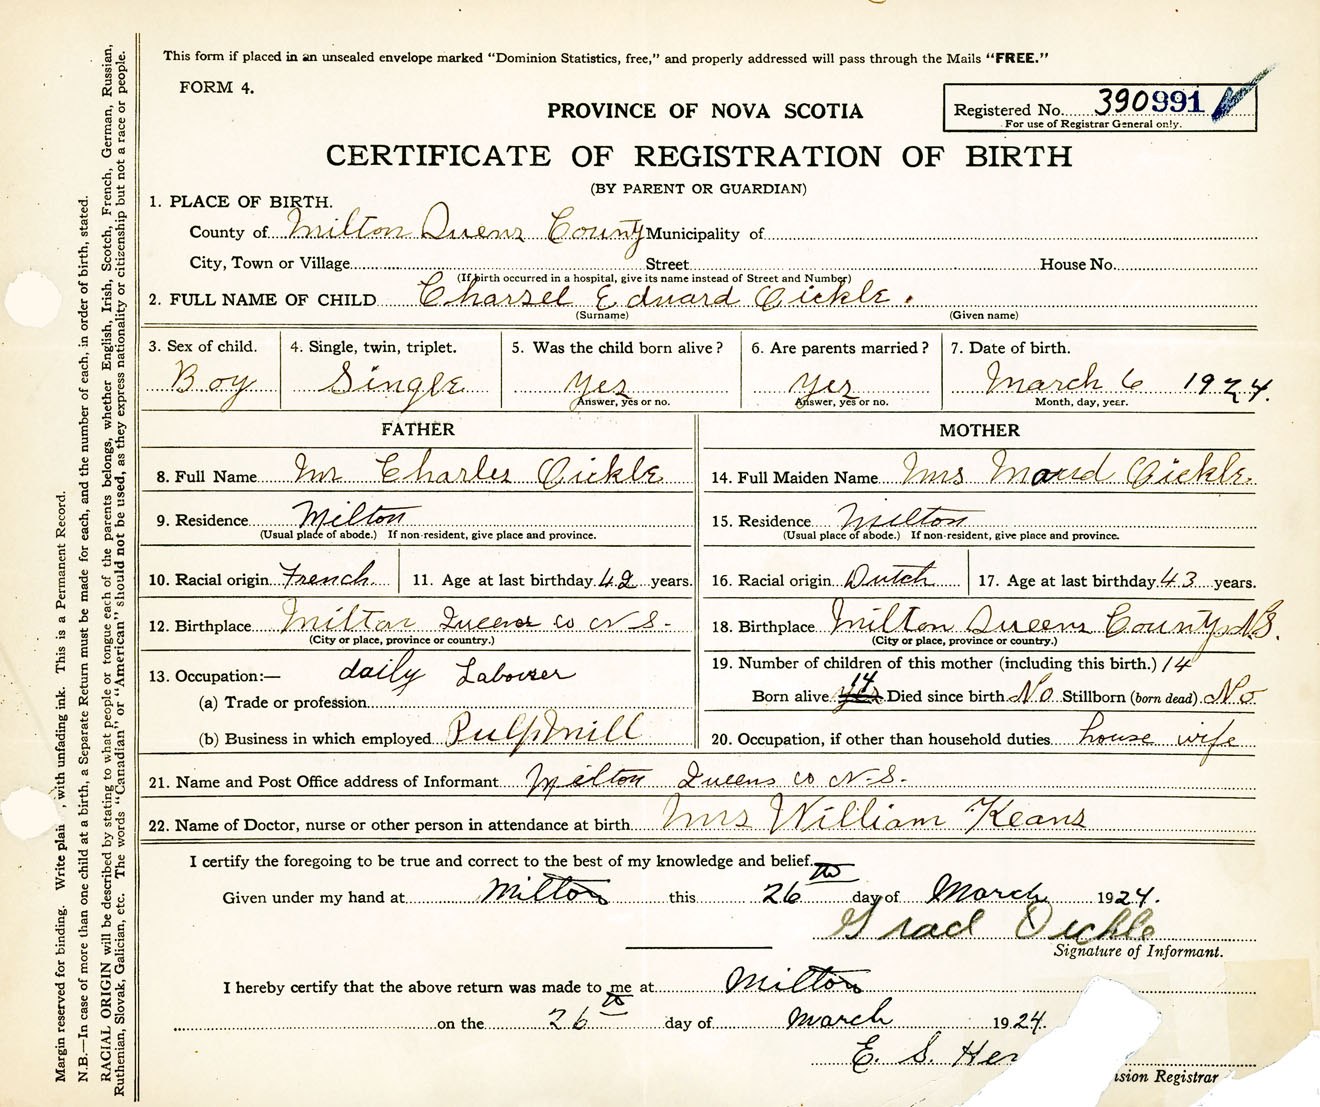 This form if placed in an unsealed envelope marked "Dominion Statistics, free," and properly addressed will pass through the Mails "FREE."
FORM 4.
PROVINCE OF NOVA SCOTIA
Registered No. 390991
For use of Registrar General only.
CERTIFICATE OF REGISTRATION OF BIRTH
(BY PARENT OR GUARDIAN)
1. PLACE OF BIRTH.
County of Milton Quens County Municipality of
City, Town or Village Street House No.
(If birth occurred in a hospital, give its name instead of Street and Number)
2. FULL NAME OF CHILD Charsel Eduard Oickle.
(Surname) (Given name)
3. Sex of child. 4. Single, twin, triplet. 5. Was the child born alive? 6. Are parents married? 7. Date of birth.
Boy Single Yes Yes March 6 1924.
Answer, yes or no. Answer, yes or no. Month, day, year.
FATHER MOTHER
8. Full Name Mr Charles Oickle 14. Full Maiden Name Mrs Maud Oickle.
9. Residence Milton 15. Residence Milton
(Usual place of abode.) If non-resident, give place and province. (Usual place of abode.) If non-resident, give place and province.
10. Racial origin French 11. Age at last birthday 42 years. 16. Racial origin Dutch 17. Age at last birthday 43 years.
12. Birthplace Milton Queens co N S- 18. Birthplace Milton Queens County N.S.
(City or place, province or county.) (City or place, province or county.)
13. Occupation:— daily Labouer 19. Number of children of this mother (including this birth.) 14
(a) Trade or profession Born alive 14 Died since birth No Stillborn (born dead). No
(b) Business in which employed Pulp Mill 20. Occupation, if other than household duties house wife
21. Name and Post Office address of Informant Milton Queens co N-S-
22. Name of Doctor, nurse or other person in attendance at birth Mrs William Keans
I certify the foregoing to be true and correct to the best of my knowledge and belief.
Given under my hand at Milton this 26th day of March 1924.
Oickle
Signature of Informant.
I hereby certify that the above return was made to me at Milton
on the 26th day of March 1924.
E. S. Her
ision Registrar
Margin reserved for binding. Write plain, with unfading ink. This is a Permanent Record.
N.B.—In case of more than one child at a birth, a Separate Return must be made for each, and the number of each, in order of birth, stated.
RACIAL ORIGIN will be described by stating to what people or tongue each of the parents belongs, whether English, Irish, Scotch, French, German, Russian,
Ruthenian, Slovak, Galician, etc. The words "Canadian" or "American" should not be used, as they express nationality or citizenship but not a race or people.